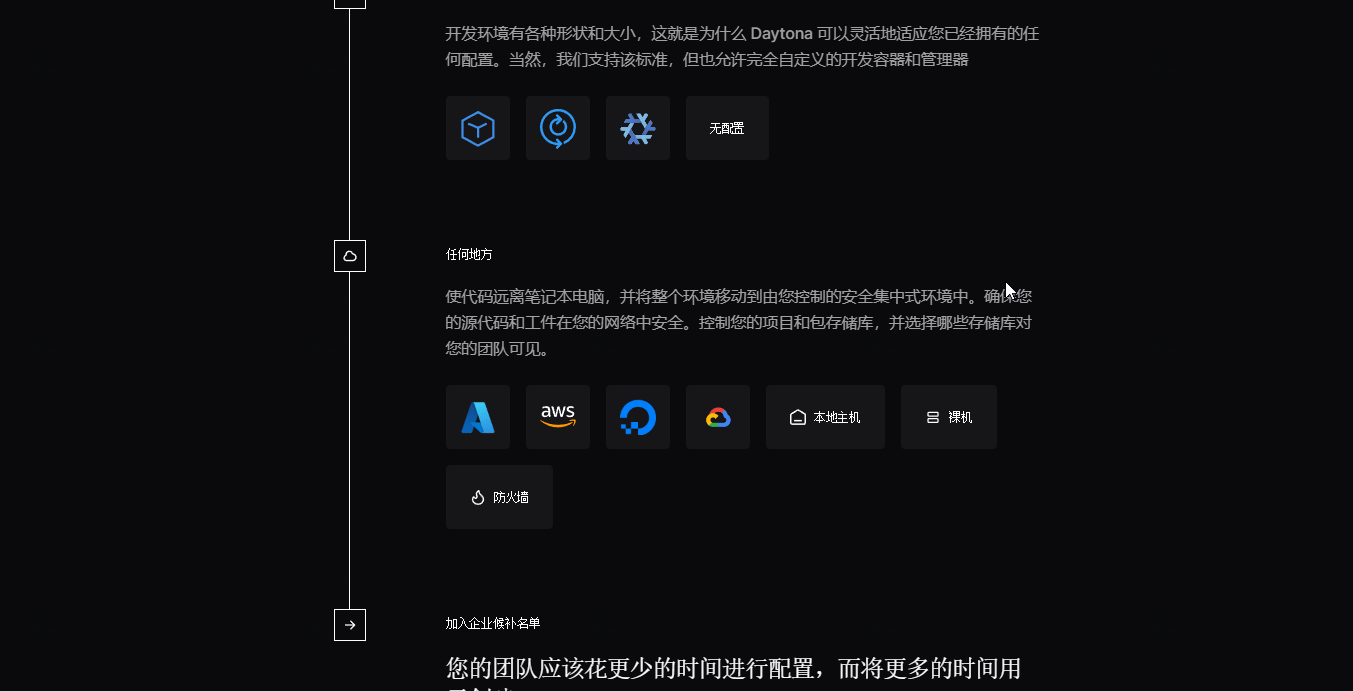 开发环境有各种形状和大小，这就是为什么 Daytona 可以灵活地适应您已经拥有的任
何配置。当然，我们支持该标准，但也允许完全自定义的开发容器和管理器
无配置
任何地方
使代码远离笔记本电脑，并将整个环境移动到由您控制的安全集中式环境中。确保您
的源代码和工件在您的网络中安全。控制您的项目和包存储库，并选择哪些存储库对
您的团队可见。
aws
本地主机
裸机
防火墙
加入企业候补名单
您的团队应该花更少的时间进行配置，而将更多的时间用